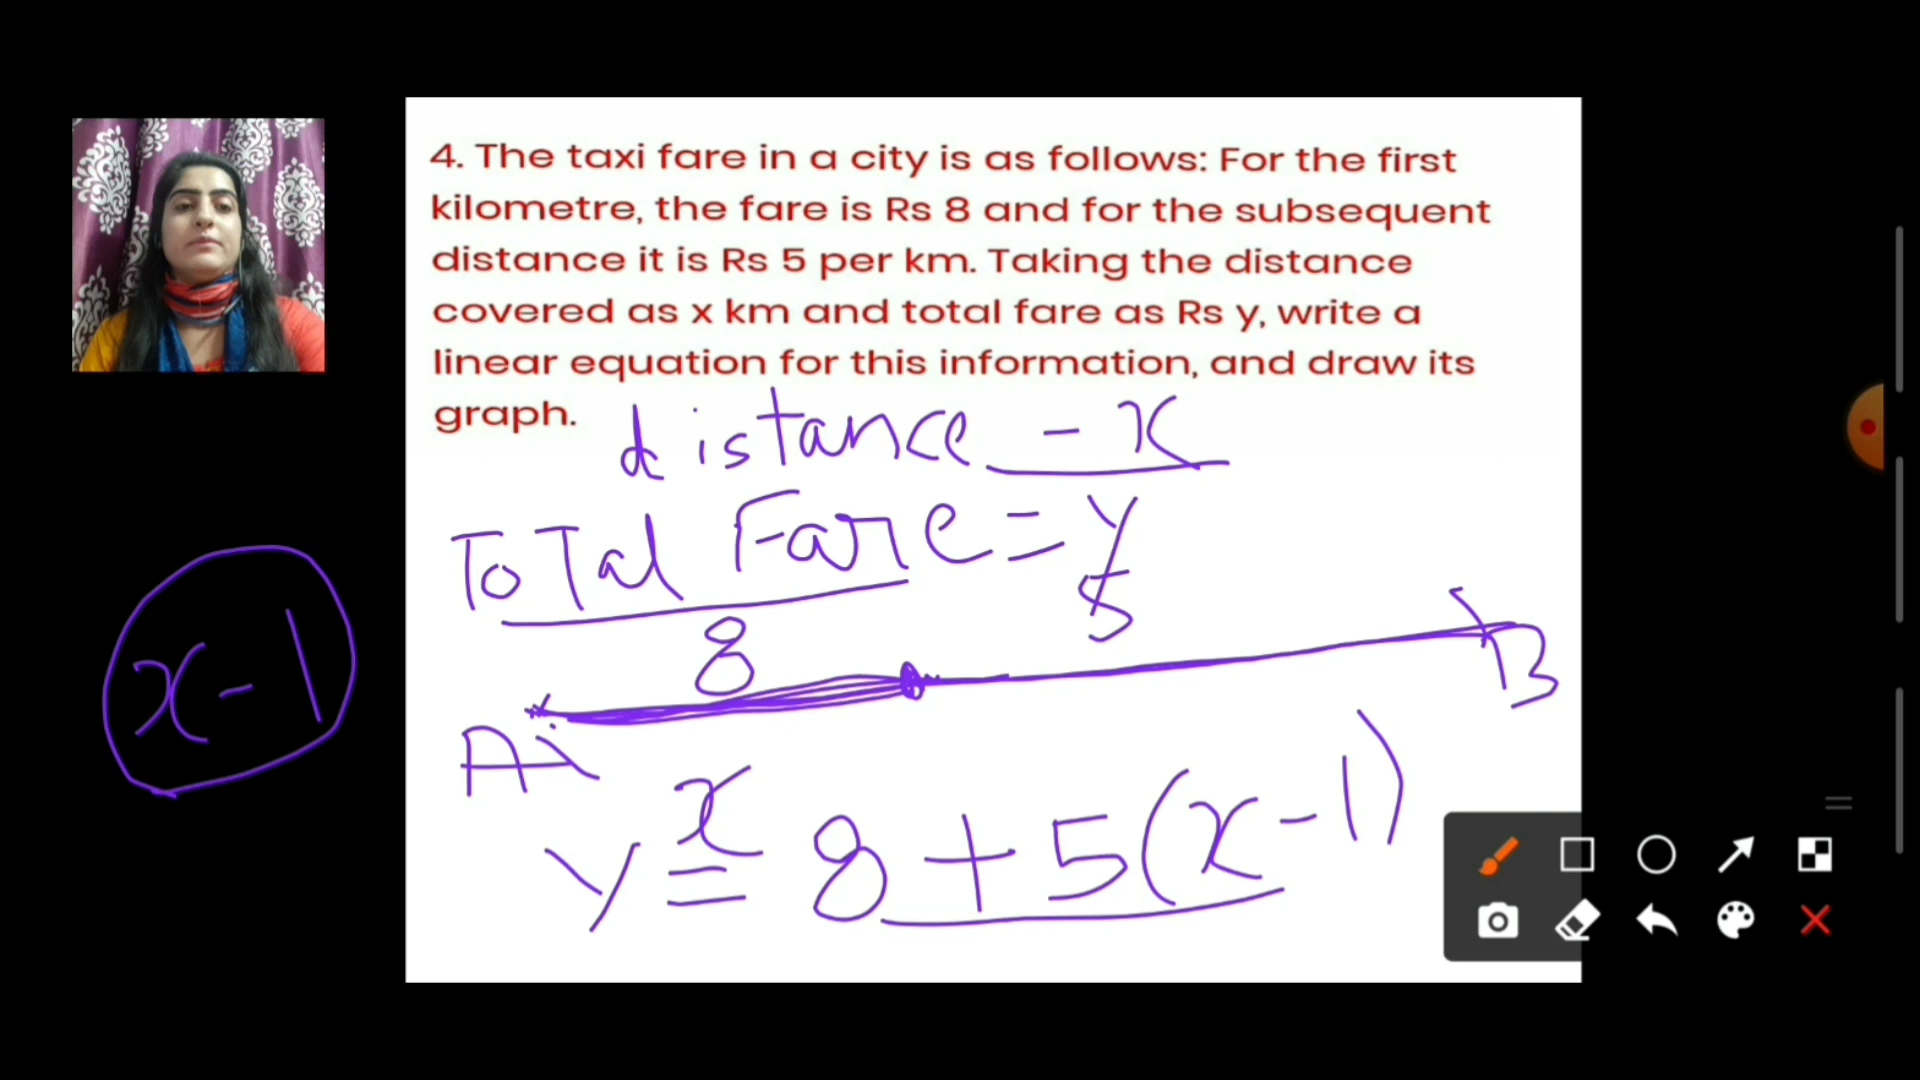 4. The taxi fare in a city is as follows: For the first
kilometre, the fare is Rs 8 and for the subsequent
distance it is Rs 5 per km. Taking the distance
covered as x km and total fare as Rs y, write a
linear equation for this information, and draw its
graph.
distance - x
Total Fare = y
8
5
A
B
x
y = 8 + 5(x-1)
x-1